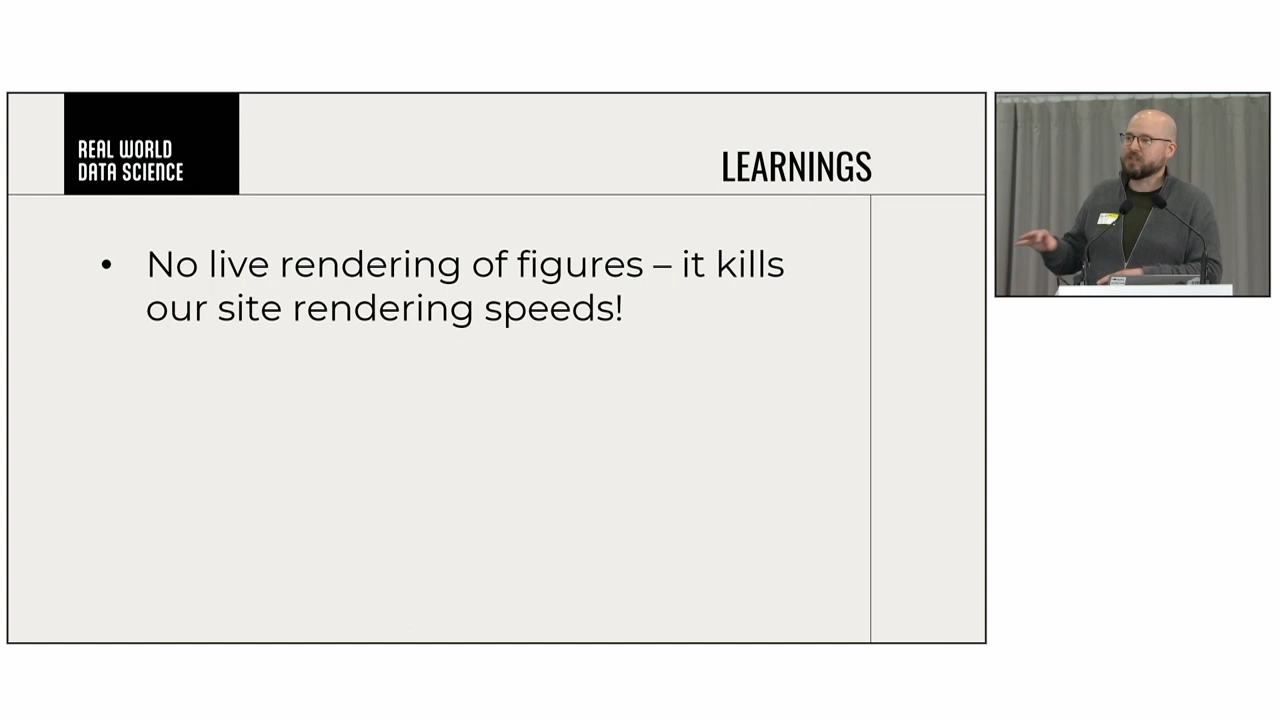 REAL WORLD
DATA SCIENCE
LEARNINGS
• No live rendering of figures – it kills
our site rendering speeds!